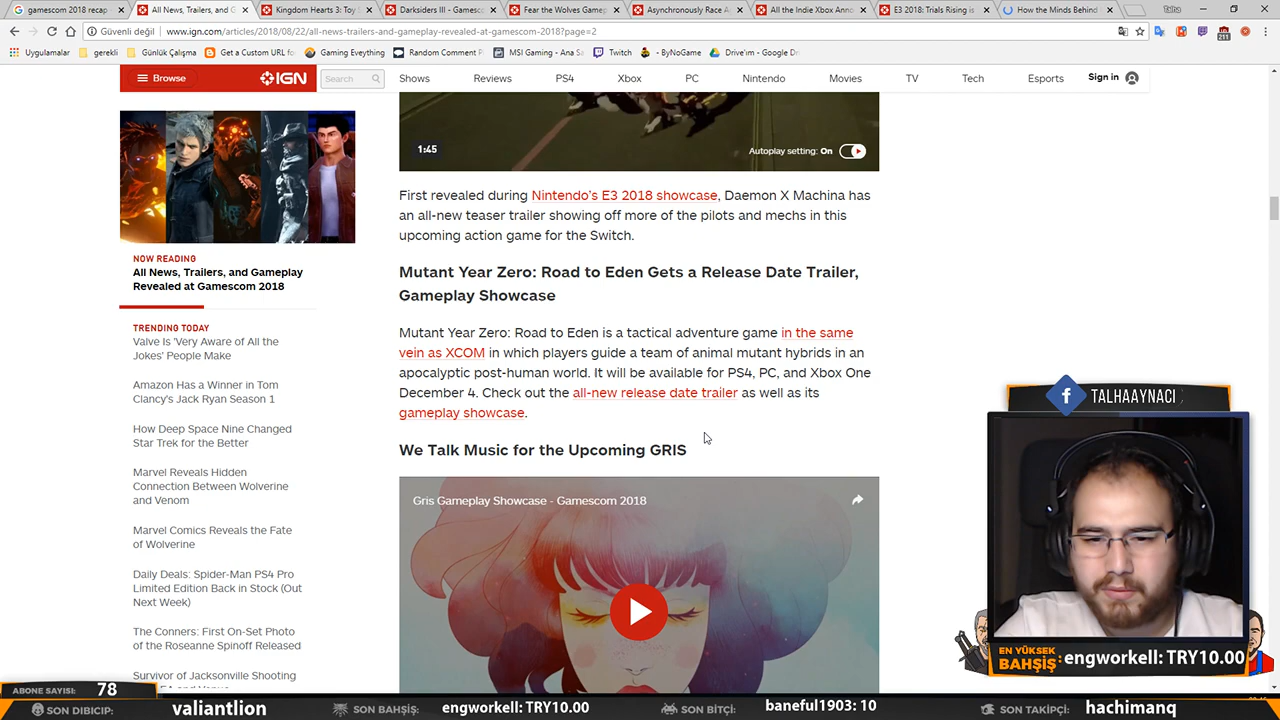 gamescom 2018 recap
All News, Trailers, and G
Kingdom Hearts 3: Toy S
Darksiders III - Gamesc
Fear the Wolves Gamep
Asynchronously Race A
All the Indie Xbox Anno
E3 2018: Trials Rising is
How the Minds Behind
Talha
Güvenli değil
www.ign.com/articles/2018/08/22/all-news-trailers-and-gameplay-revealed-at-gamescom-2018?page=2
Uygulamalar
gerekli
Günlük Çalışma
Get a Custom URL fo
Gaming Eveything
Random Comment P
MSI Gaming - Ana Sa
Twitch
- ByNoGame
Drive'ım - Google D
211
Browse
IGN
Search
Shows
Reviews
PS4
Xbox
PC
Nintendo
Movies
TV
Tech
Esports
Sign in
1:45
Autoplay setting: On
First revealed during Nintendo's E3 2018 showcase, Daemon X Machina has
an all-new teaser trailer showing off more of the pilots and mechs in this
upcoming action game for the Switch.
NOW READING
All News, Trailers, and Gameplay
Revealed at Gamescom 2018
TRENDING TODAY
Valve Is 'Very Aware of All the
Jokes' People Make
Amazon Has a Winner in Tom
Clancy's Jack Ryan Season 1
How Deep Space Nine Changed
Star Trek for the Better
Marvel Reveals Hidden
Connection Between Wolverine
and Venom
Marvel Comics Reveals the Fate
of Wolverine
Daily Deals: Spider-Man PS4 Pro
Limited Edition Back in Stock (Out
Next Week)
The Conners: First On-Set Photo
of the Roseanne Spinoff Released
Survivor of Jacksonville Shooting
Mutant Year Zero: Road to Eden Gets a Release Date Trailer,
Gameplay Showcase
Mutant Year Zero: Road to Eden is a tactical adventure game in the same
vein as XCOM in which players guide a team of animal mutant hybrids in an
apocalyptic post-human world. It will be available for PS4, PC, and Xbox One
December 4. Check out the all-new release date trailer as well as its
gameplay showcase.
We Talk Music for the Upcoming GRIS
Gris Gameplay Showcase - Gamescom 2018
TALHAAYNACI
EN YÜKSEK
BAHŞİŞ: engworkell: TRY10.00
ABONE SAYISI: 78
SON DIBICIP: valiantlion
SON BAHŞİŞ: engworkell: TRY10.00
SON BİTÇİ: baneful1903: 10
SON TAKİPÇİ: hachimanq